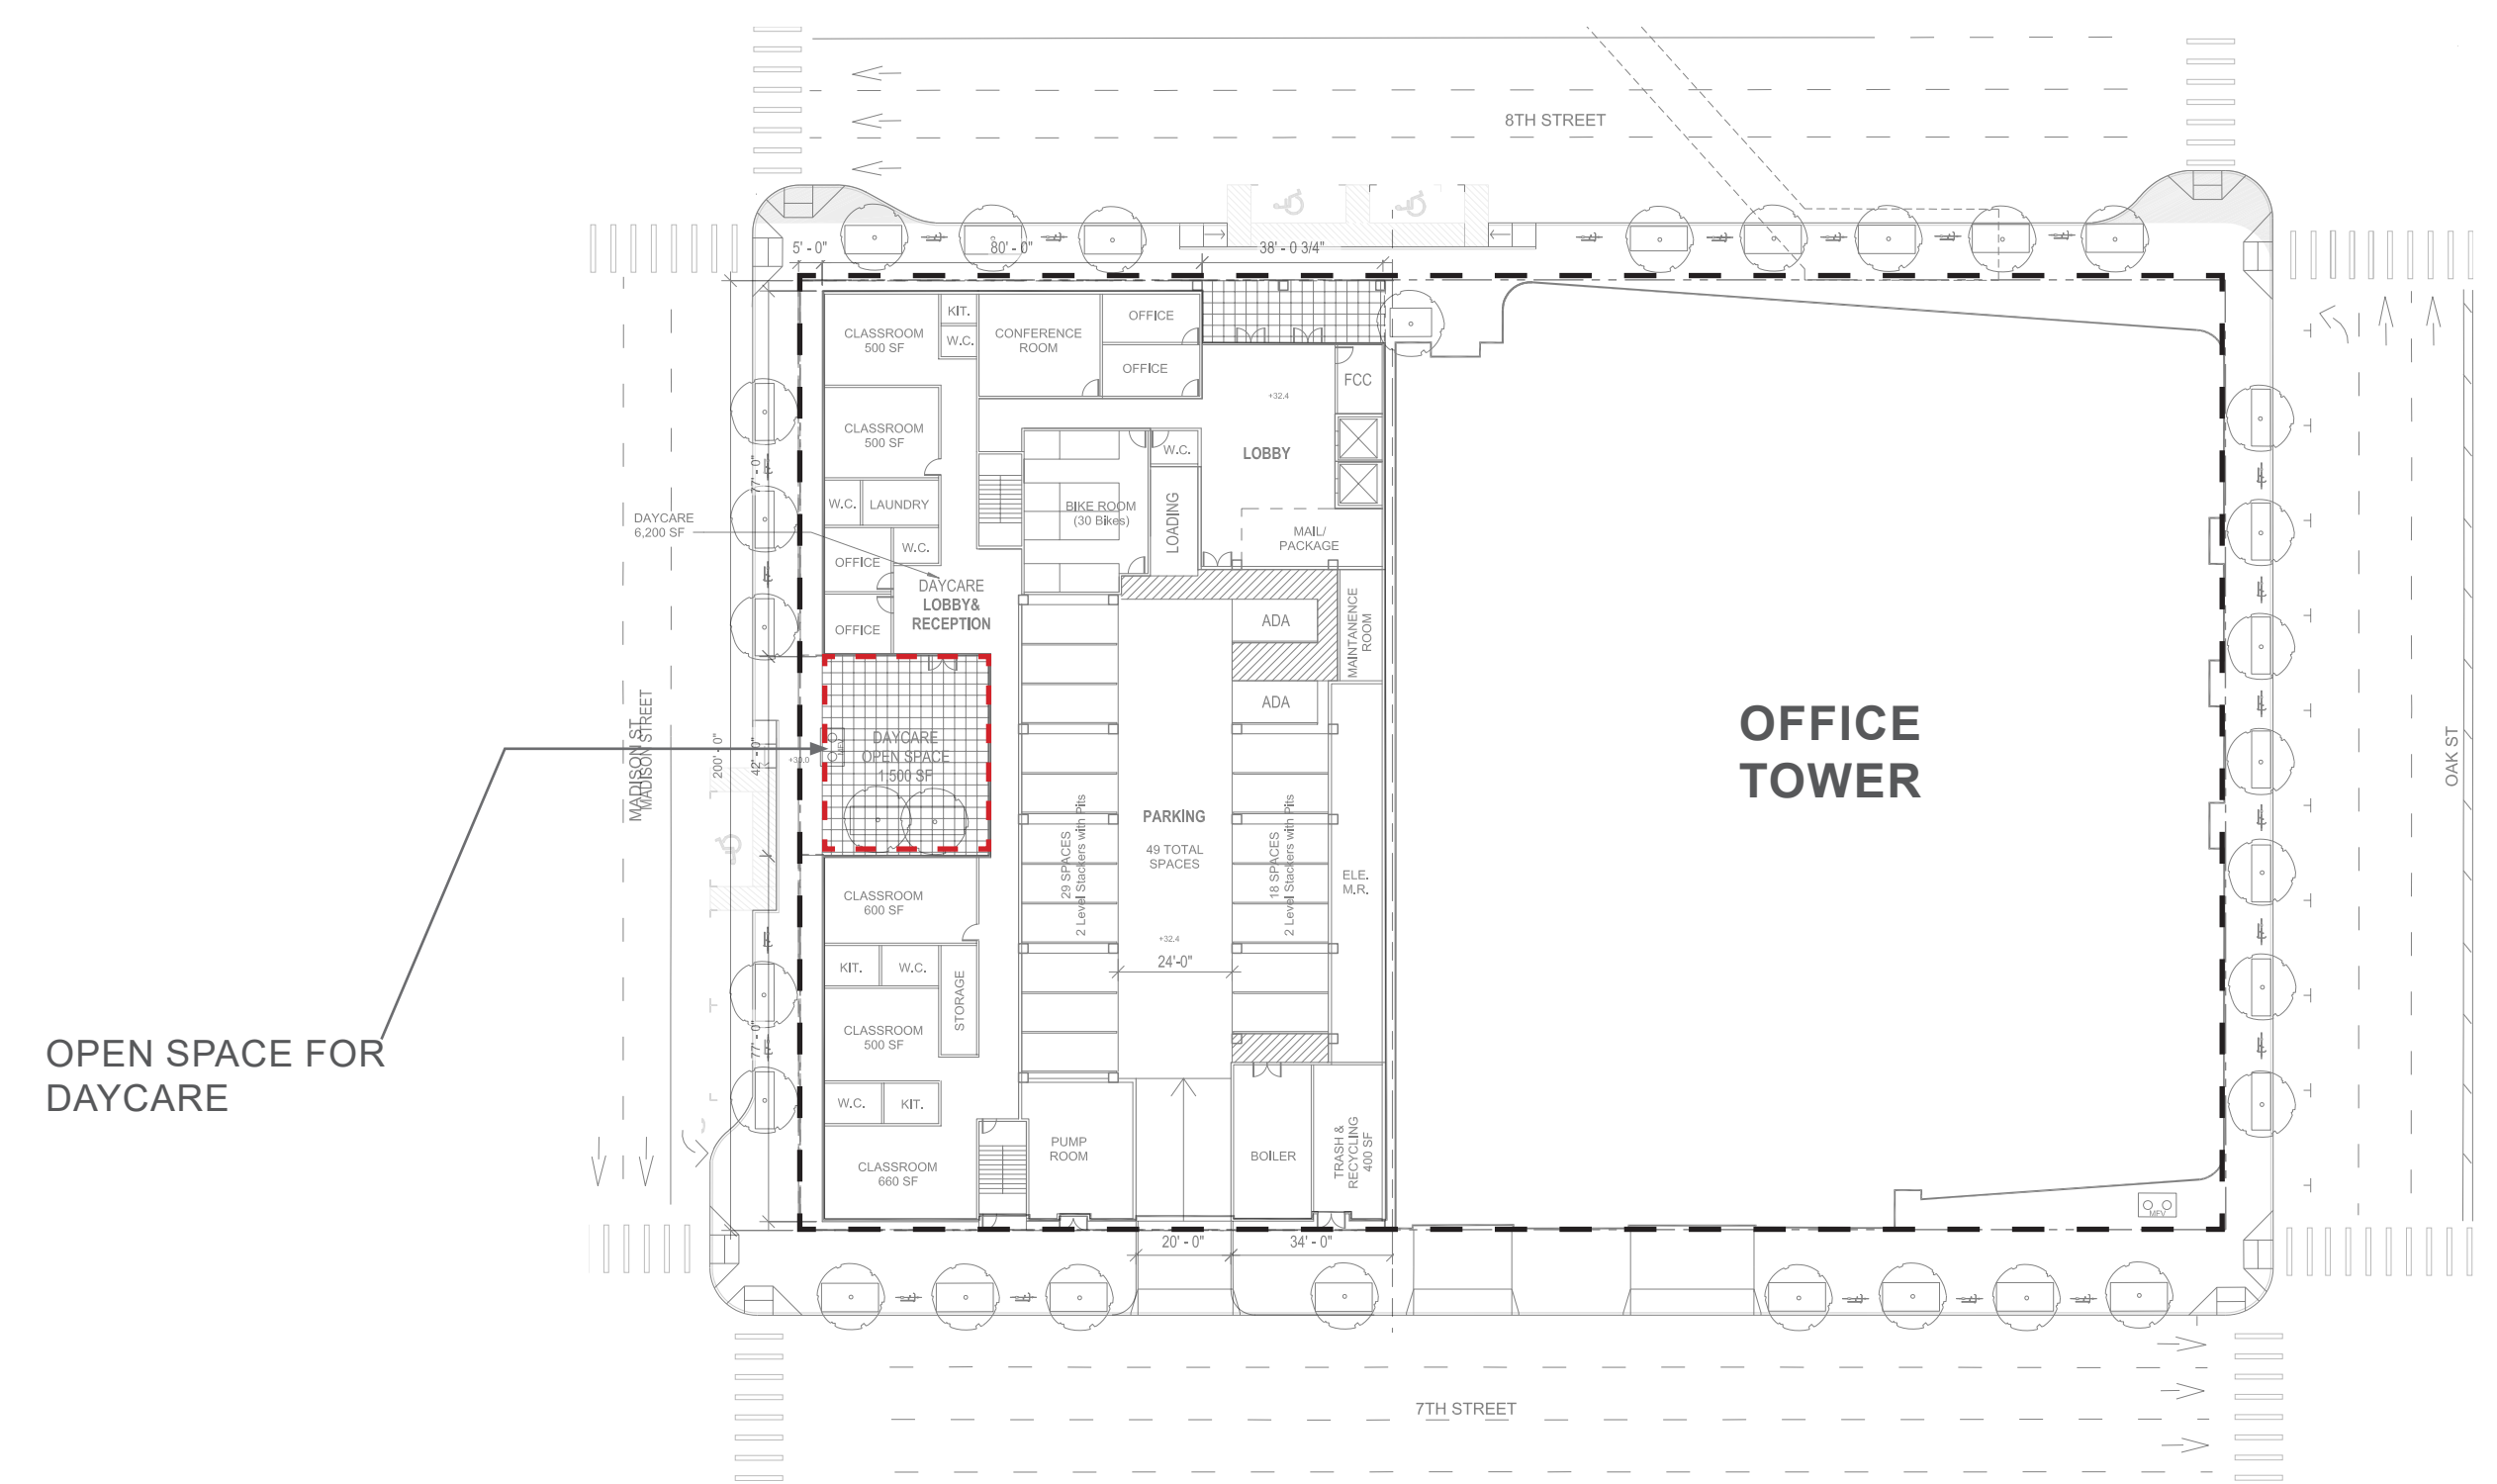 8TH STREET
5' - 0"
80' - 0"
38' - 0 3/4"
CLASSROOM
500 SF
KIT.
W.C.
CONFERENCE
ROOM
OFFICE
OFFICE
FCC
+32.4
CLASSROOM
500 SF
W.C.
LOBBY
77' - 0"
W.C.
LAUNDRY
BIKE ROOM
(30 Bikes)
LOADING
DAYCARE
6,200 SF
MAIL/
PACKAGE
W.C.
OFFICE
DAYCARE
LOBBY&
RECEPTION
OFFICE
ADA
MAINTANENCE
ROOM
ADA
MADISON ST
MADISON STREET
200' - 0"
42' - 0"
+30.0
MFV
DAYCARE
OPEN SPACE
1,500 SF
OFFICE
TOWER
OAK ST
PARKING
49 TOTAL
SPACES
29 SPACES
2 Level Stackers with Pits
18 SPACES
2 Level Stackers with Pits
ELE.
M.R.
CLASSROOM
600 SF
+32.4
24'-0"
KIT.
W.C.
STORAGE
CLASSROOM
500 SF
77' - 0"
OPEN SPACE FOR
DAYCARE
W.C.
KIT.
PUMP
ROOM
BOILER
TRASH &
RECYCLING
400 SF
CLASSROOM
660 SF
MFV
20' - 0"
34' - 0"
7TH STREET